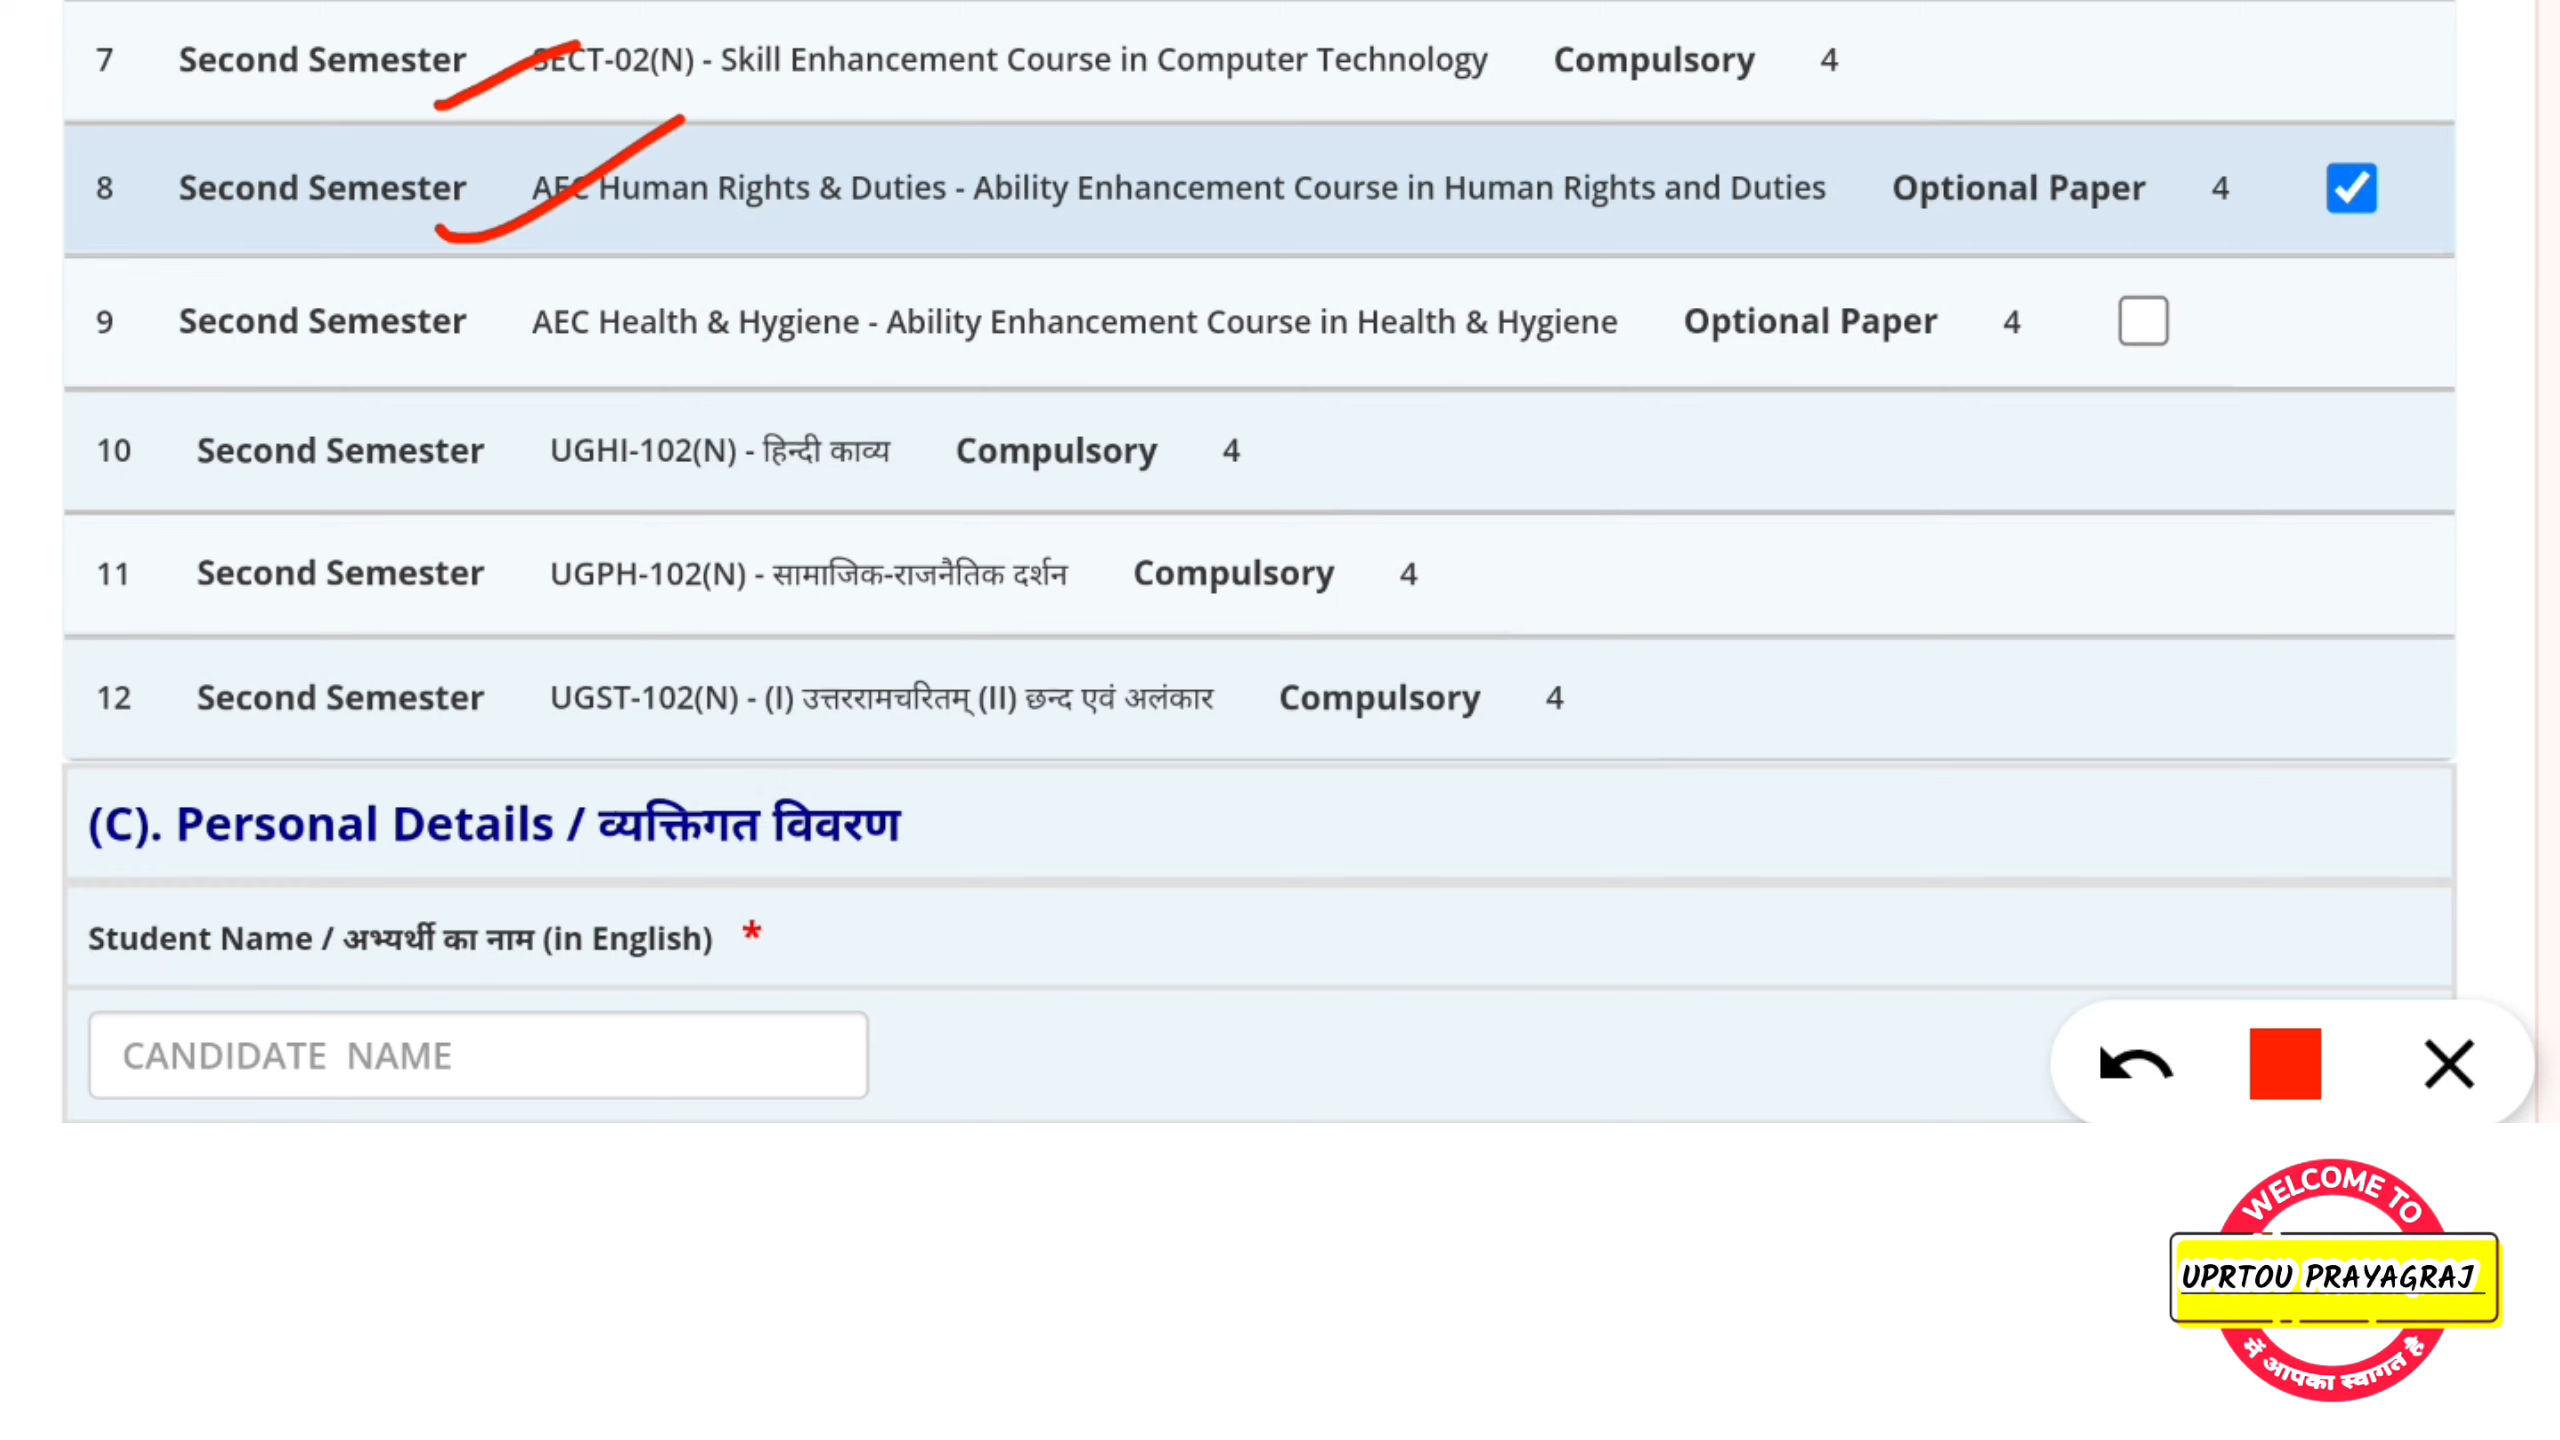 7 Second Semester SECT-02(N) - Skill Enhancement Course in Computer Technology Compulsory 4
8 Second Semester AEC Human Rights & Duties - Ability Enhancement Course in Human Rights and Duties Optional Paper 4
9 Second Semester AEC Health & Hygiene - Ability Enhancement Course in Health & Hygiene Optional Paper 4
10 Second Semester UGHI-102(N) - हिन्दी काव्य Compulsory 4
11 Second Semester UGPH-102(N) - सामाजिक-राजनैतिक दर्शन Compulsory 4
12 Second Semester UGST-102(N) - (I) उत्तररामचरितम् (II) छन्द एवं अलंकार Compulsory 4
(C). Personal Details / व्यक्तिगत विवरण
Student Name / अभ्यर्थी का नाम (in English) *
CANDIDATE NAME
WELCOME TO
UPRTOU PRAYAGRAJ
में आपका स्वागत है